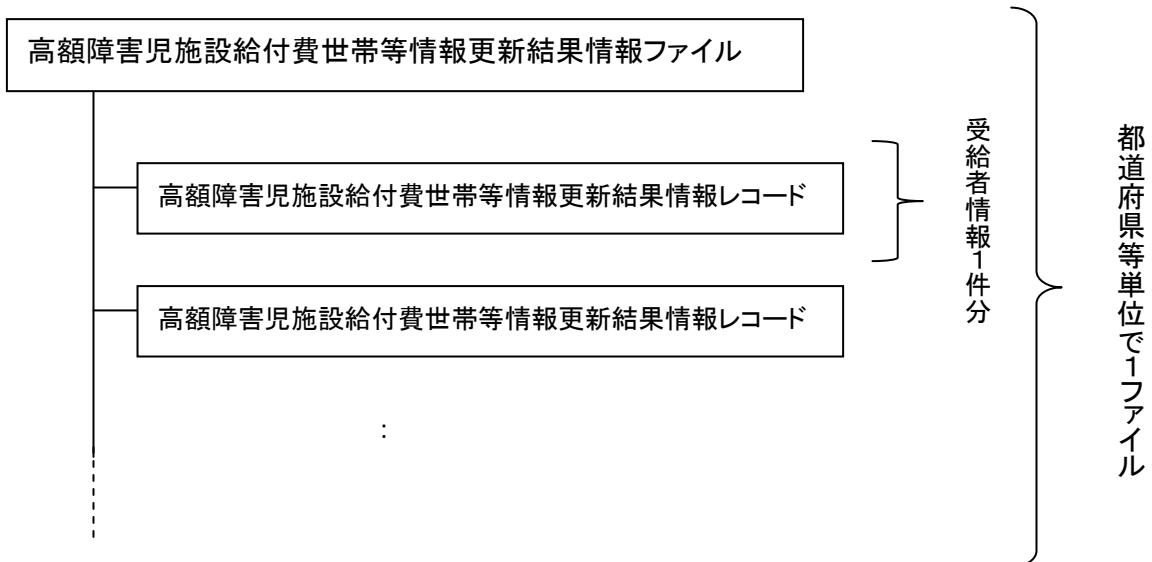 高額障害児施設給付費世帯等情報更新結果情報ファイル
高額障害児施設給付費世帯等情報更新結果情報レコード
高額障害児施設給付費世帯等情報更新結果情報レコード
:
受給者情報１件分
都道府県等単位で１ファイル